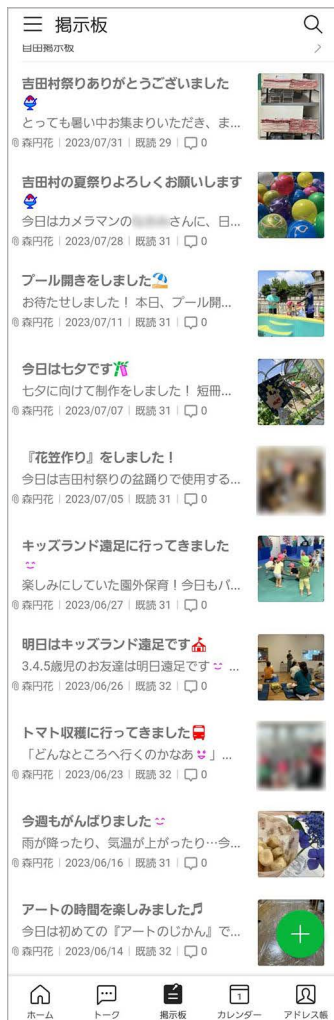 掲示板
自由掲示板
吉田村祭りありがとうございました🍧
とっても暑い中お集まりいただき、ま...
森円花 | 2023/07/31 | 既読 29 | 0
吉田村の夏祭りよろしくお願いします🍧
今日はカメラマンの さんに、日...
森円花 | 2023/07/28 | 既読 31 | 0
プール開きをしました🏖
お待たせしました! 本日、プール開...
森円花 | 2023/07/11 | 既読 31 | 0
今日は七夕です🎋
七夕に向けて制作をしました! 短冊...
森円花 | 2023/07/07 | 既読 31 | 0
『花笠作り』をしました!
今日は吉田村祭りの盆踊りで使用する...
森円花 | 2023/07/05 | 既読 31 | 0
キッズランド遠足に行ってきました
楽しみにしていた園外保育!今日もバ...
森円花 | 2023/06/27 | 既読 31 | 0
明日はキッズランド遠足です
3.4.5歳児のお友達は明日遠足です ...
森円花 | 2023/06/26 | 既読 32 | 0
トマト収穫に行ってきました
「どんなところへ行くのかなあ 」...
森円花 | 2023/06/23 | 既読 32 | 0
今週もがんばりました
雨が降ったり、気温が上がったり…今...
森円花 | 2023/06/16 | 既読 31 | 0
アートの時間を楽しみました♬
今日は初めての『アートのじかん』で...
森円花 | 2023/06/14 | 既読 32 | 0
ホーム トーク 掲示板 カレンダー アドレス帳